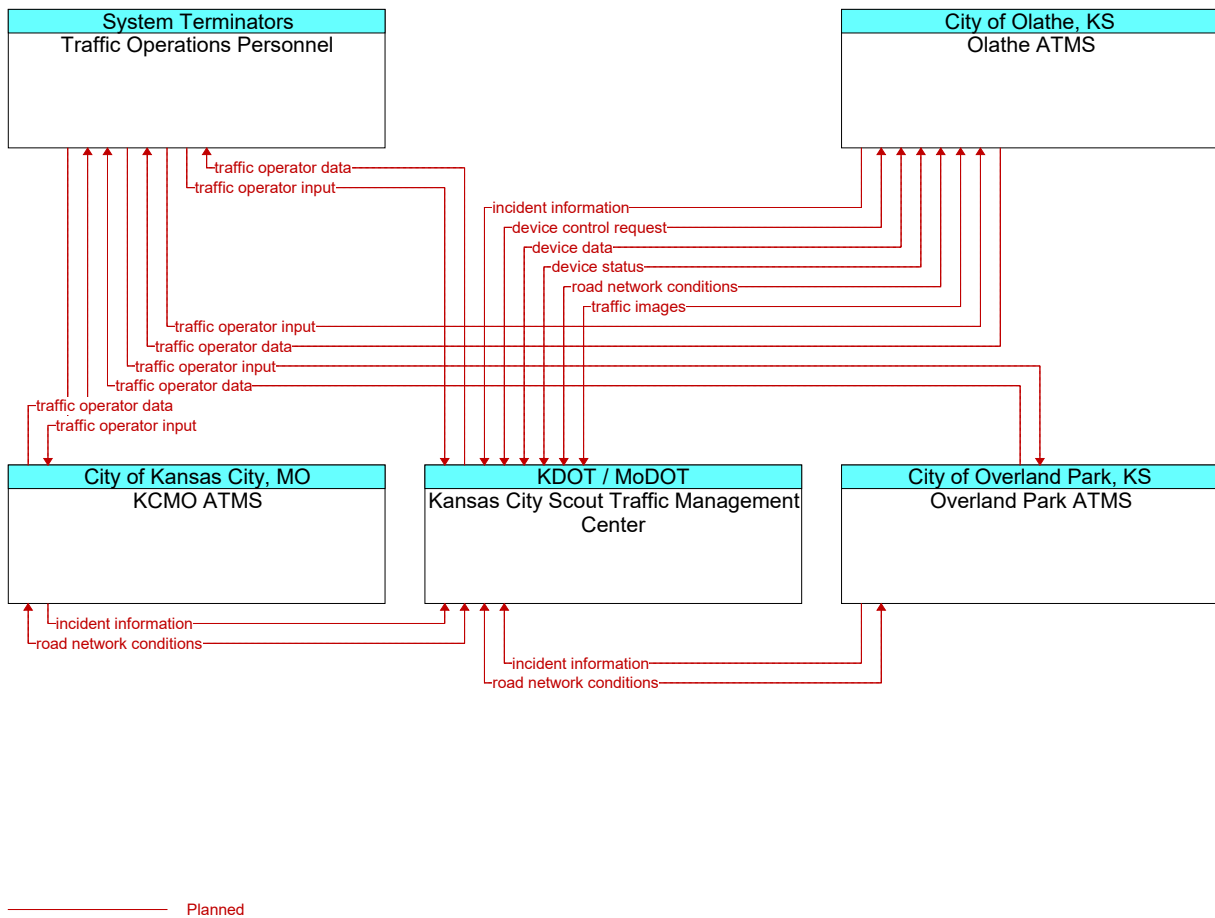 System Terminators
Traffic Operations Personnel
City of Olathe, KS
Olathe ATMS
traffic operator data
traffic operator input
incident information
device control request
device data
device status
road network conditions
traffic images
traffic operator input
traffic operator data
traffic operator input
traffic operator data
traffic operator data
traffic operator input
City of Kansas City, MO
KCMO ATMS
KDOT / MoDOT
Kansas City Scout Traffic Management
Center
City of Overland Park, KS
Overland Park ATMS
incident information
road network conditions
incident information
road network conditions
Planned